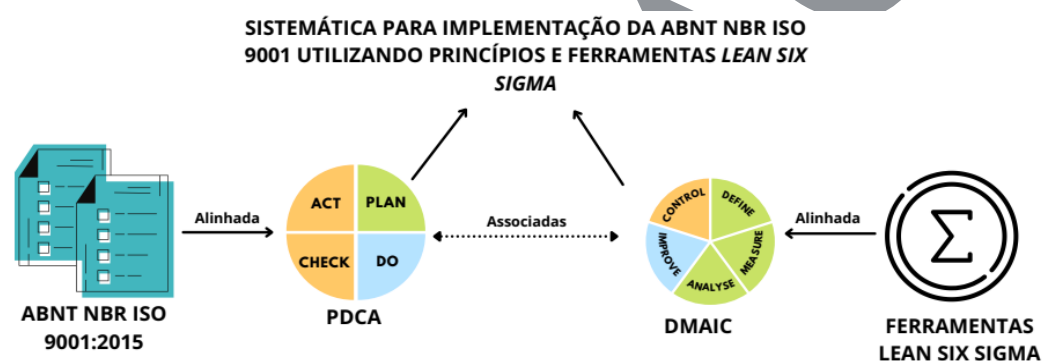 SISTEMÁTICA PARA IMPLEMENTAÇÃO DA ABNT NBR ISO
9001 UTILIZANDO PRINCÍPIOS E FERRAMENTAS LEAN SIX
SIGMA
Alinhada
ACT
PLAN
CHECK
DO
Associadas
CONTROL
DEFINE
MEASURE
ANALYSE
IMPROVE
Alinhada
Σ
ABNT NBR ISO
9001:2015
PDCA
DMAIC
FERRAMENTAS
LEAN SIX SIGMA